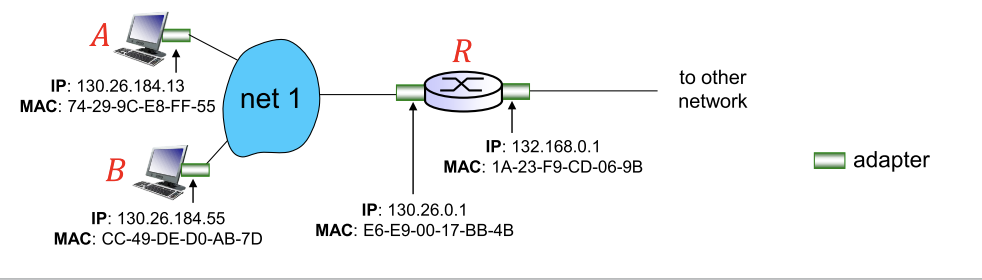 A
IP: 130.26.184.13
MAC: 74-29-9C-E8-FF-55
net 1
R
to other
network
IP: 132.168.0.1
MAC: 1A-23-F9-CD-06-9B
adapter
B
IP: 130.26.184.55
MAC: CC-49-DE-D0-AB-7D
IP: 130.26.0.1
MAC: E6-E9-00-17-BB-4B